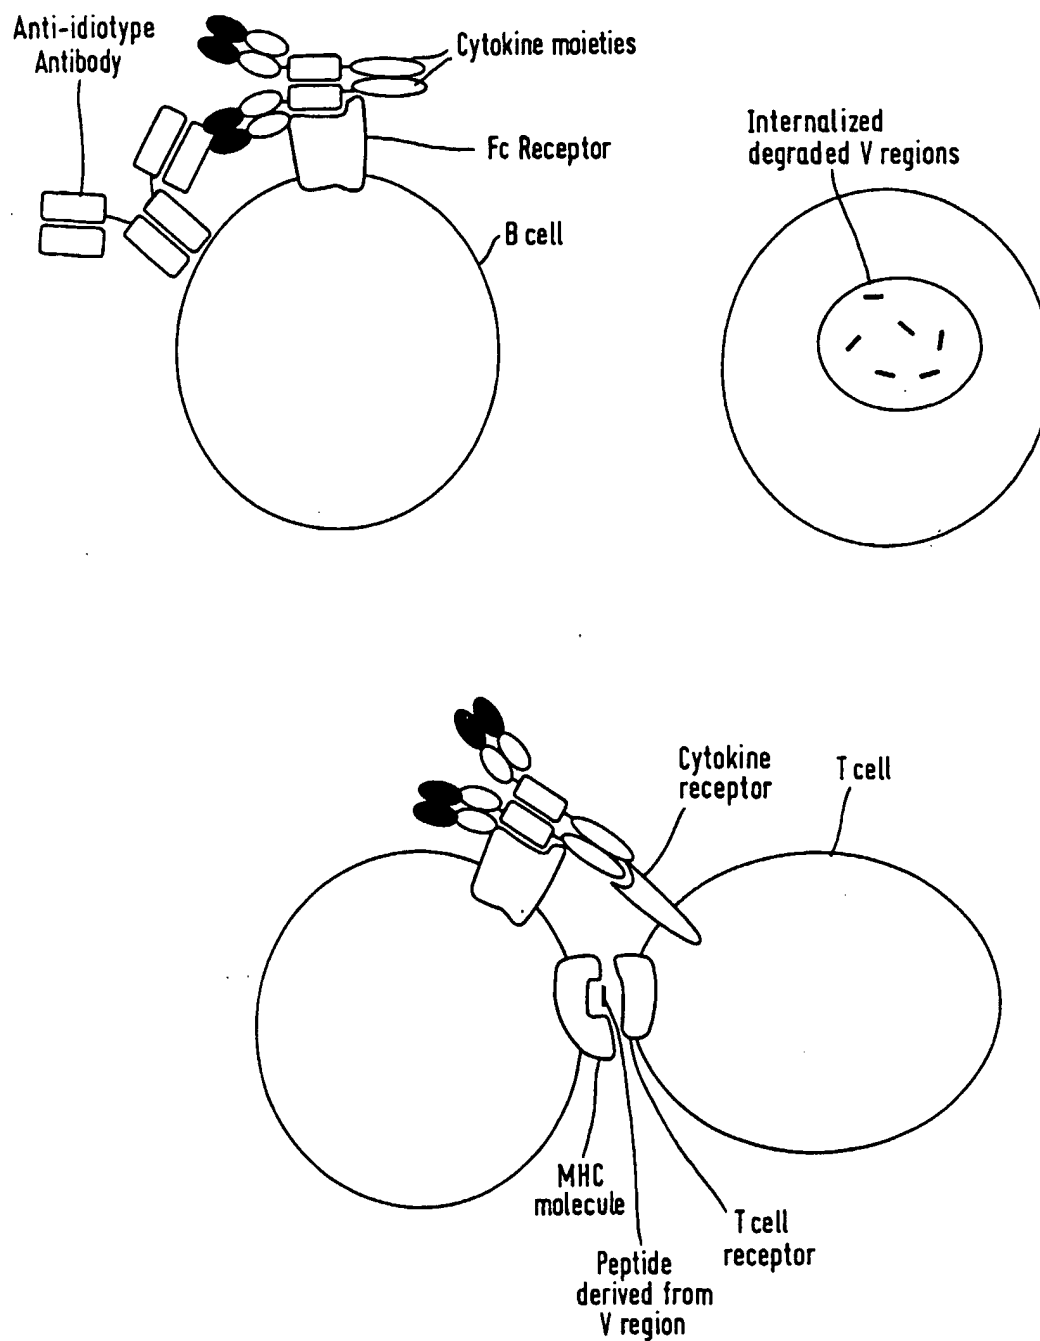 Anti-idiotype
Antibody
Cytokine moieties
Fc Receptor
B cell
Internalized
degraded V regions
Cytokine
receptor
T cell
MHC
molecule
T cell
receptor
Peptide
derived from
V region